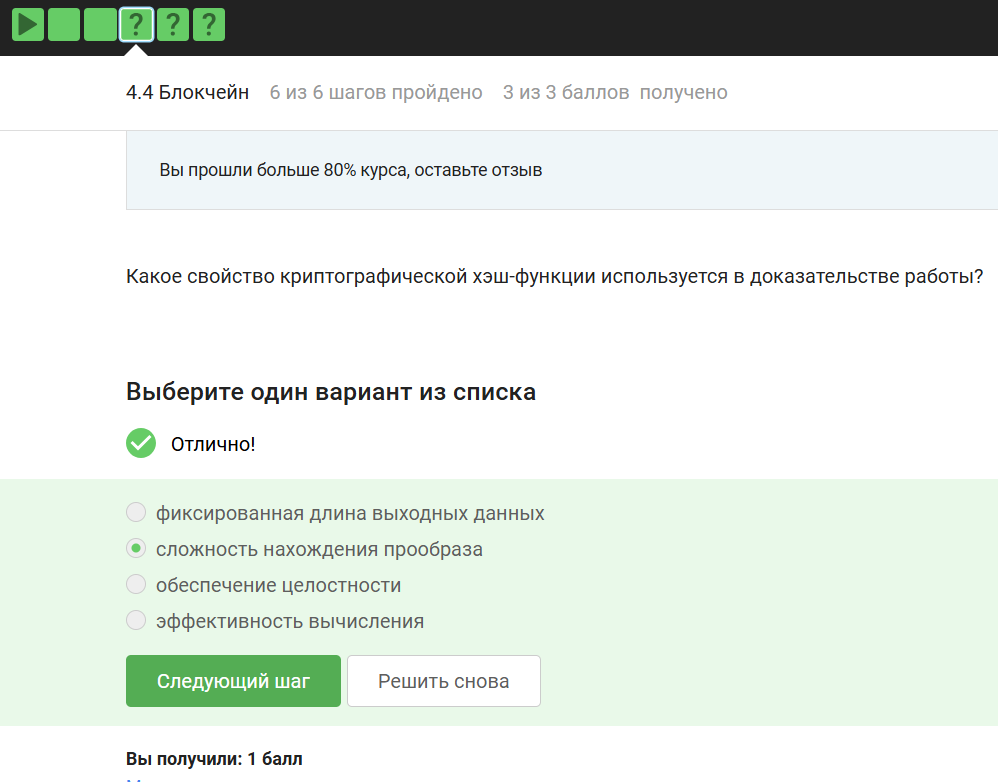 ? ? ?
4.4 Блокчейн 6 из 6 шагов пройдено 3 из 3 баллов получено
Вы прошли больше 80% курса, оставьте отзыв
Какое свойство криптографической хэш-функции используется в доказательстве работы?
Выберите один вариант из списка
Отлично!
фиксированная длина выходных данных
сложность нахождения прообраза
обеспечение целостности
эффективность вычисления
Следующий шаг Решить снова
Вы получили: 1 балл